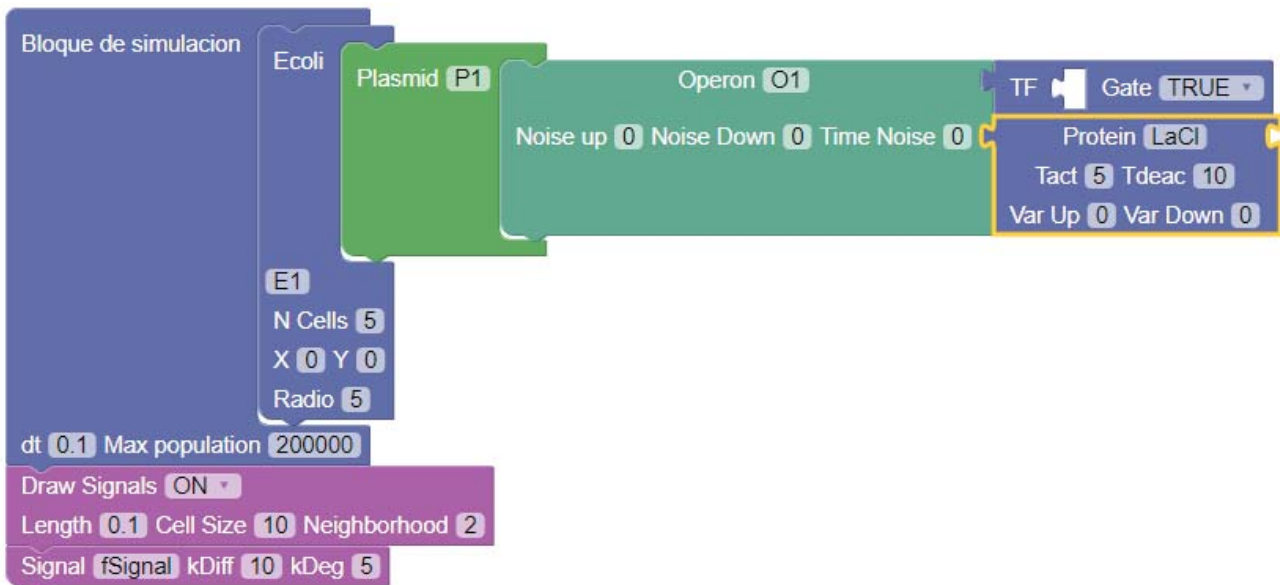 Bloque de simulacion
Ecoli
Plasmid P1
Operon O1
TF Gate TRUE
Noise up 0 Noise Down 0 Time Noise 0
Protein LaCl
Tact 5 Tdeac 10
Var Up 0 Var Down 0
E1
N Cells 5
X 0 Y 0
Radio 5
dt 0.1 Max population 200000
Draw Signals ON
Length 0.1 Cell Size 10 Neighborhood 2
Signal fSignal kDiff 10 kDeg 5